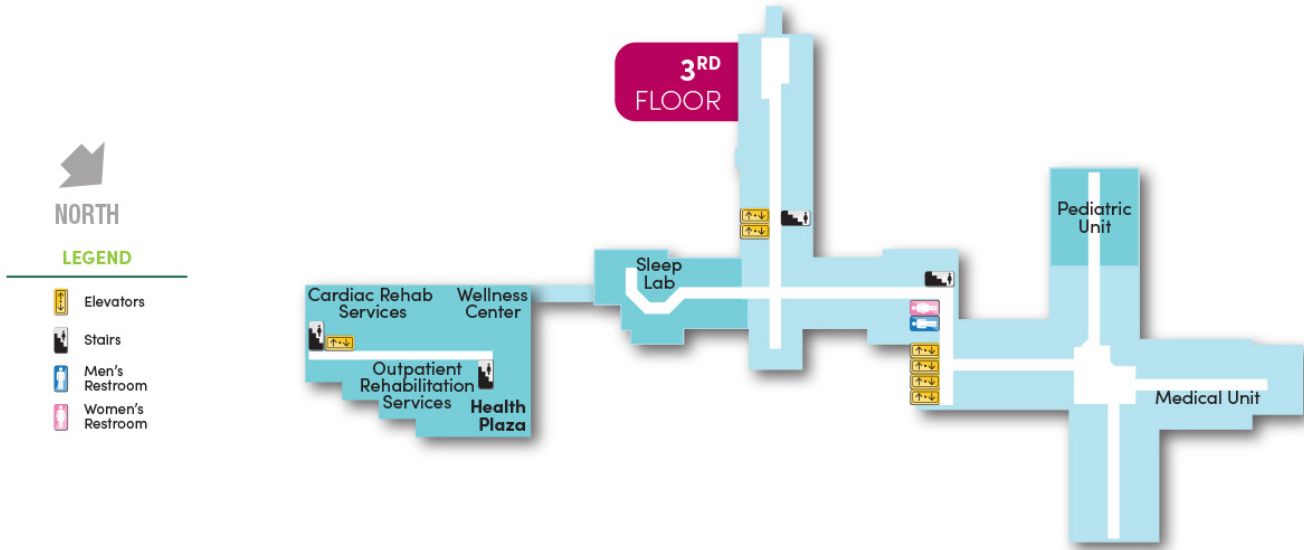 3RD
FLOOR
NORTH
LEGEND
Elevators
Stairs
Men's
Restroom
Women's
Restroom
Cardiac Rehab
Services
Wellness
Center
Outpatient
Rehabilitation
Services
Health
Plaza
Sleep
Lab
Pediatric
Unit
Medical Unit